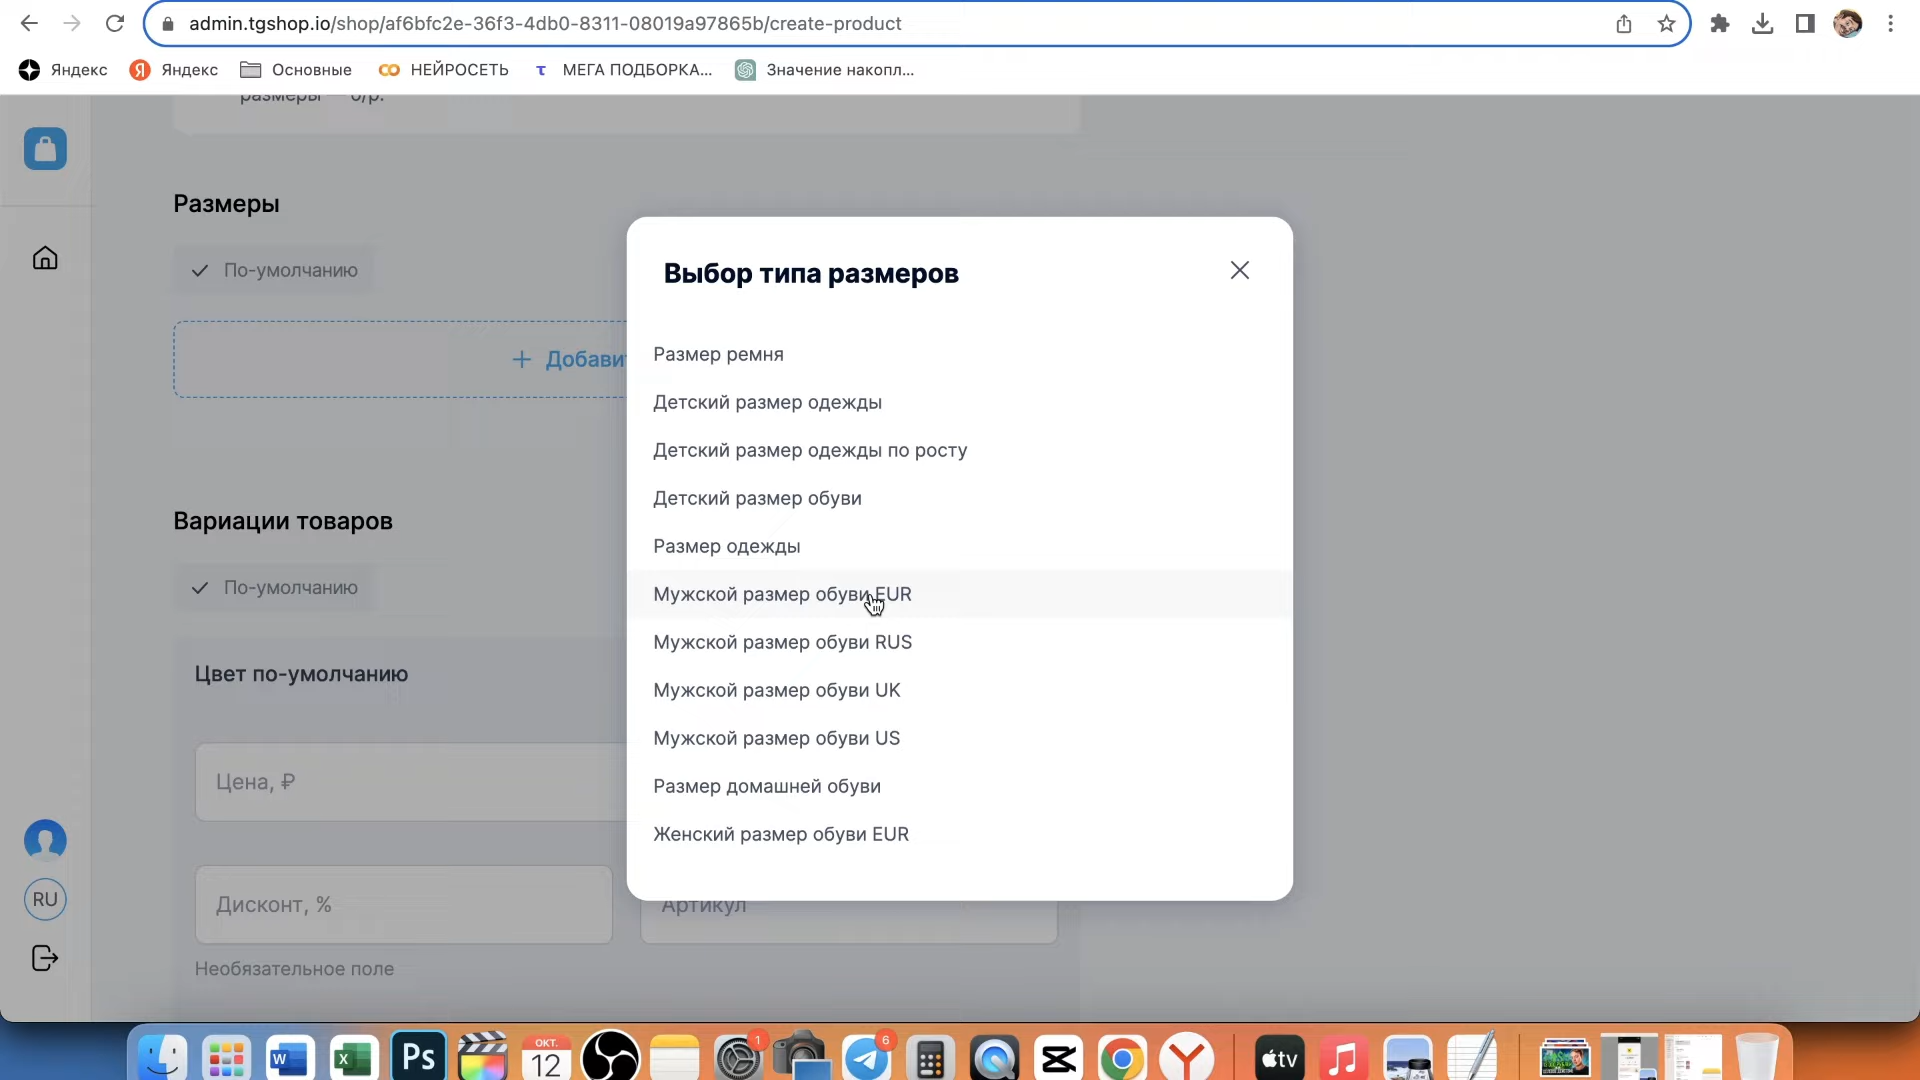 admin.tgshop.io/shop/af6bfc2e-36f3-4db0-8311-08019a97865b/create-product
Яндекс
Яндекс
Основные
НЕЙРОСЕТЬ
МЕГА ПОДБОРКА...
Значение накопл...
размеры — б/р.
Размеры
По-умолчанию
+ Добави
Вариации товаров
По-умолчанию
Цвет по-умолчанию
Цена, ₽
Дисконт, %
Артикул
Необязательное поле
Выбор типа размеров
Размер ремня
Детский размер одежды
Детский размер одежды по росту
Детский размер обуви
Размер одежды
Мужской размер обуви EUR
Мужской размер обуви RUS
Мужской размер обуви UK
Мужской размер обуви US
Размер домашней обуви
Женский размер обуви EUR
RU
W
X
Ps
ОКТ.
12
1
6
tv